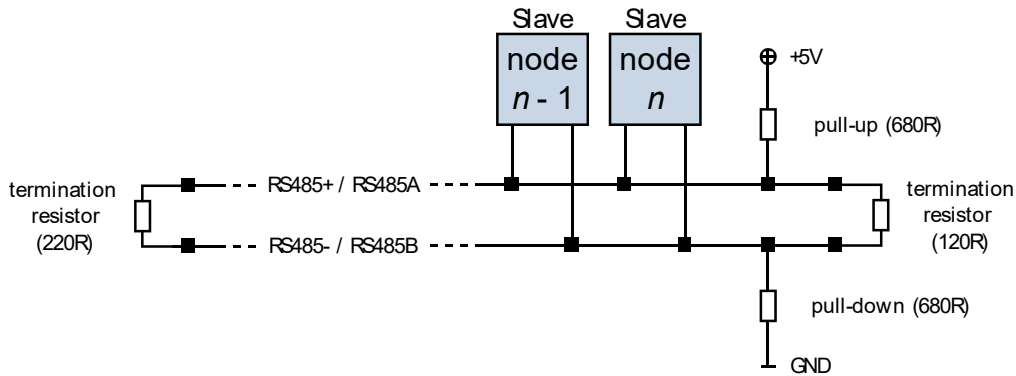 Slave
Slave
node
n - 1
node
n
+5V
pull-up (680R)
termination
resistor
(220R)
RS485+ / RS485A
RS485- / RS485B
termination
resistor
(120R)
pull-down (680R)
GND